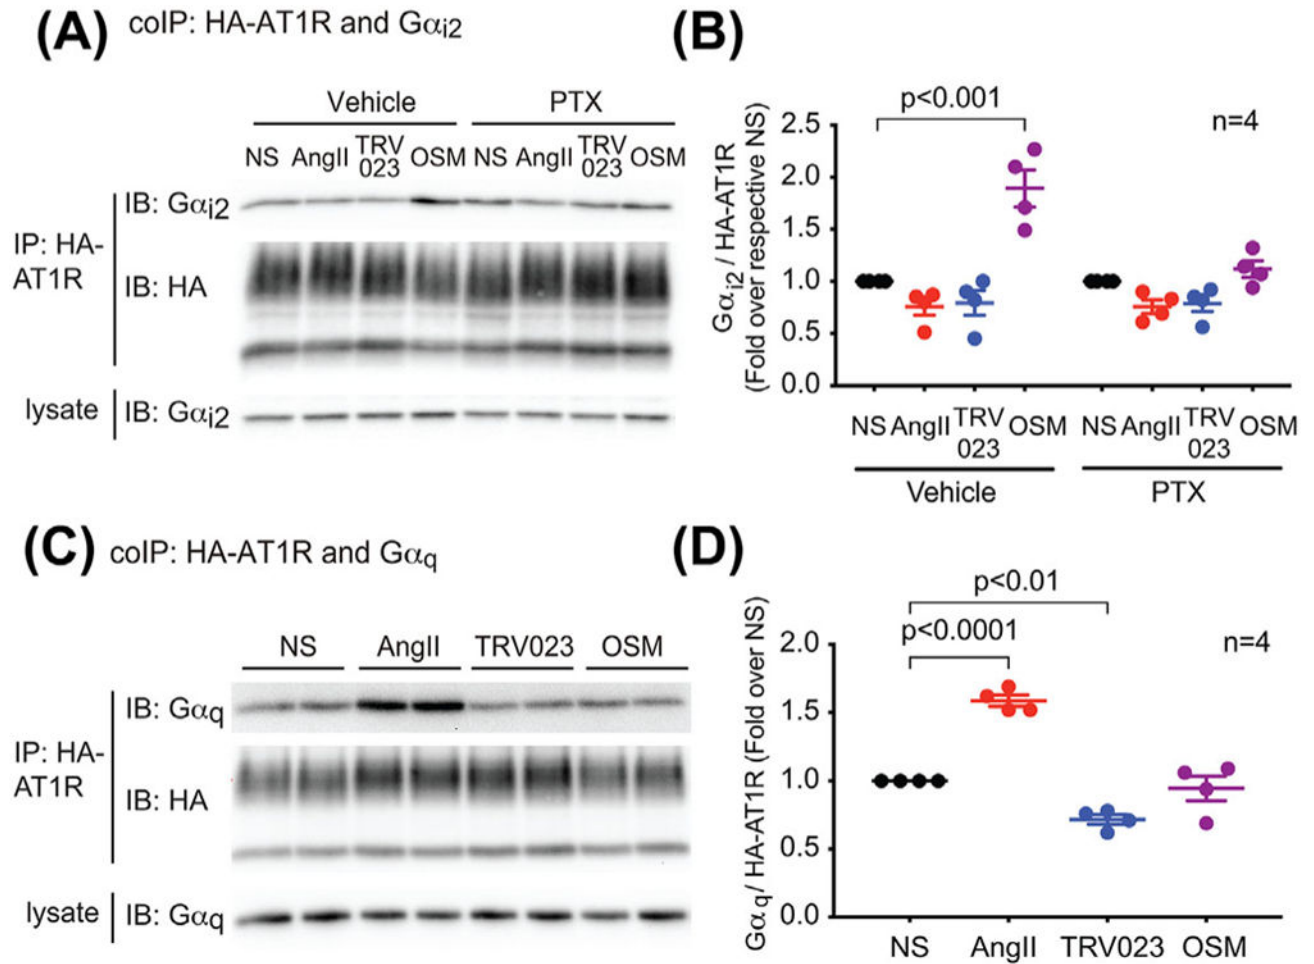 (A) coIP: HA-AT1R and Gαi2
Vehicle PTX
NS AngII TRV 023 OSM NS AngII TRV 023 OSM
IP: HA-AT1R
IB: Gαi2
IB: HA
lysate IB: Gαi2
(B)
p<0.001
n=4
Gαi2 / HA-AT1R
(Fold over respective NS)
2.5
2.0
1.5
1.0
0.5
0.0
NS AngII TRV 023 OSM NS AngII TRV 023 OSM
Vehicle PTX
(C) coIP: HA-AT1R and Gαq
NS AngII TRV023 OSM
IP: HA-AT1R
IB: Gαq
IB: HA
lysate IB: Gαq
(D)
p<0.01
p<0.0001
n=4
Gαq/ HA-AT1R (Fold over NS)
2.0
1.5
1.0
0.5
0.0
NS AngII TRV023 OSM